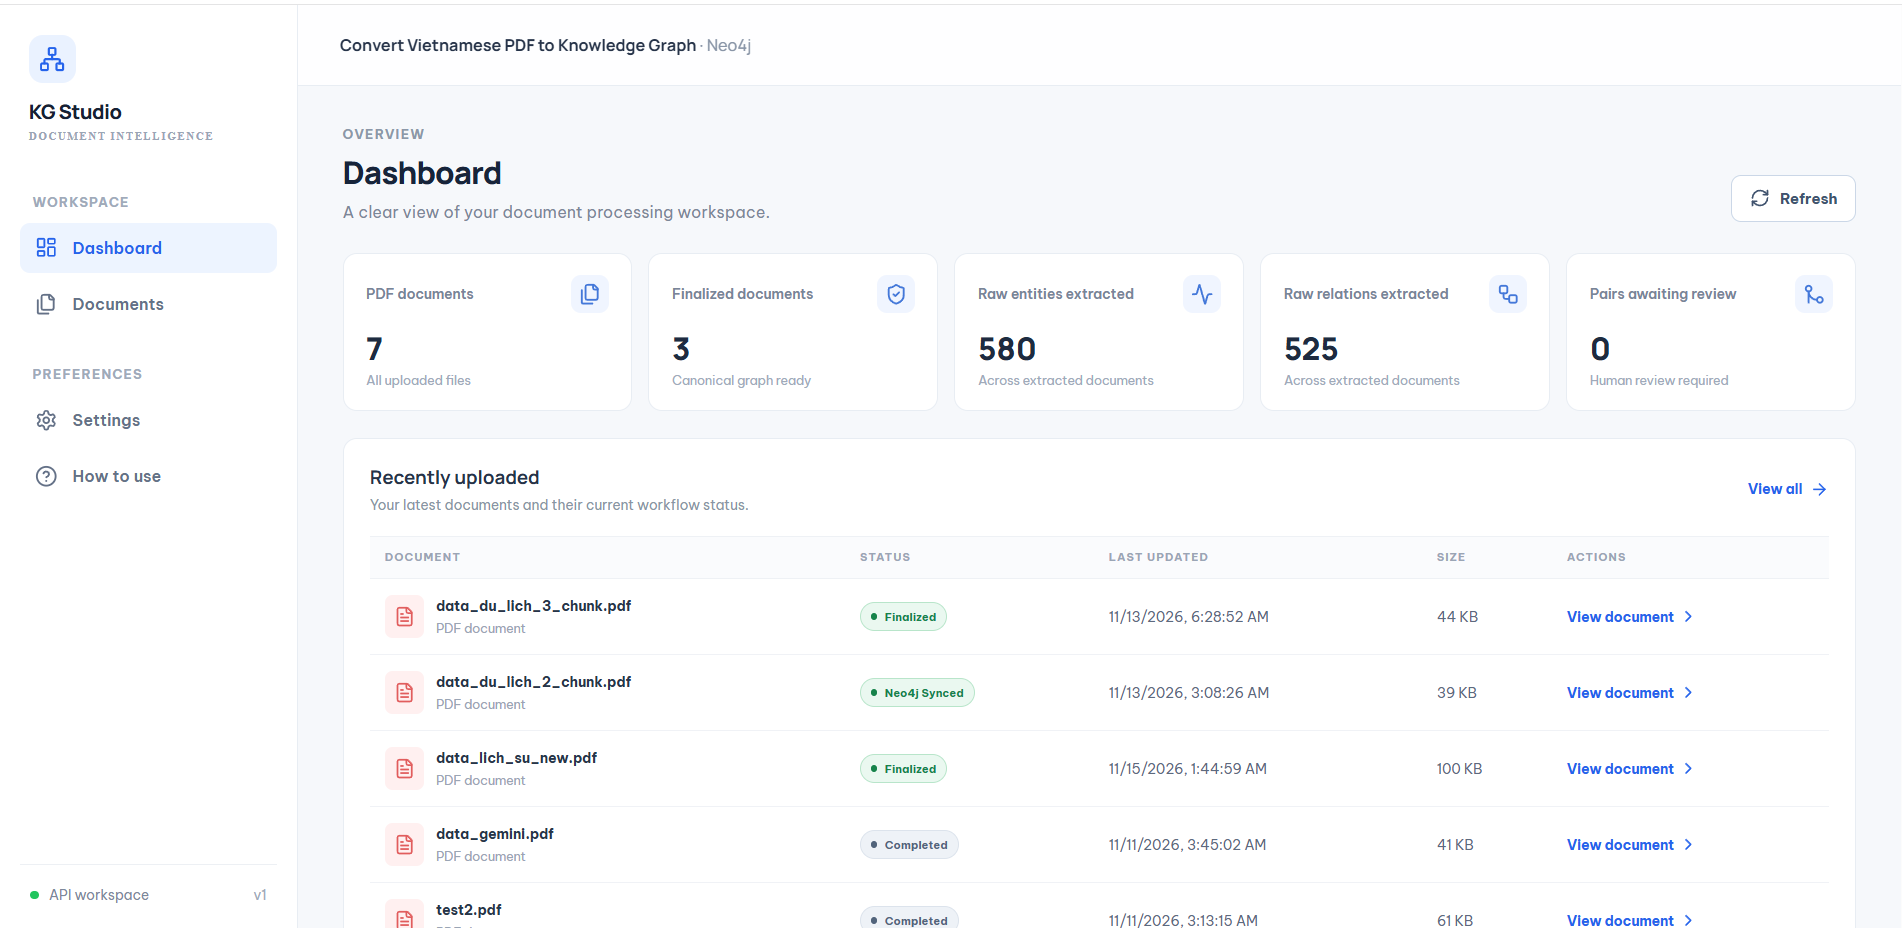 KG Studio
DOCUMENT INTELLIGENCE
WORKSPACE
Dashboard
Documents
PREFERENCES
Settings
How to use
API workspace v1
Convert Vietnamese PDF to Knowledge Graph · Neo4j
OVERVIEW
Dashboard
A clear view of your document processing workspace.
Refresh
PDF documents
7
All uploaded files
Finalized documents
3
Canonical graph ready
Raw entities extracted
580
Across extracted documents
Raw relations extracted
525
Across extracted documents
Pairs awaiting review
0
Human review required
Recently uploaded
Your latest documents and their current workflow status.
View all
DOCUMENT STATUS LAST UPDATED SIZE ACTIONS
data_du_lich_3_chunk.pdf
PDF document
Finalized
11/13/2026, 6:28:52 AM
44 KB
View document
data_du_lich_2_chunk.pdf
PDF document
Neo4j Synced
11/13/2026, 3:08:26 AM
39 KB
View document
data_lich_su_new.pdf
PDF document
Finalized
11/15/2026, 1:44:59 AM
100 KB
View document
data_gemini.pdf
PDF document
Completed
11/11/2026, 3:45:02 AM
41 KB
View document
test2.pdf
Completed
11/11/2026, 3:13:15 AM
61 KB
View document